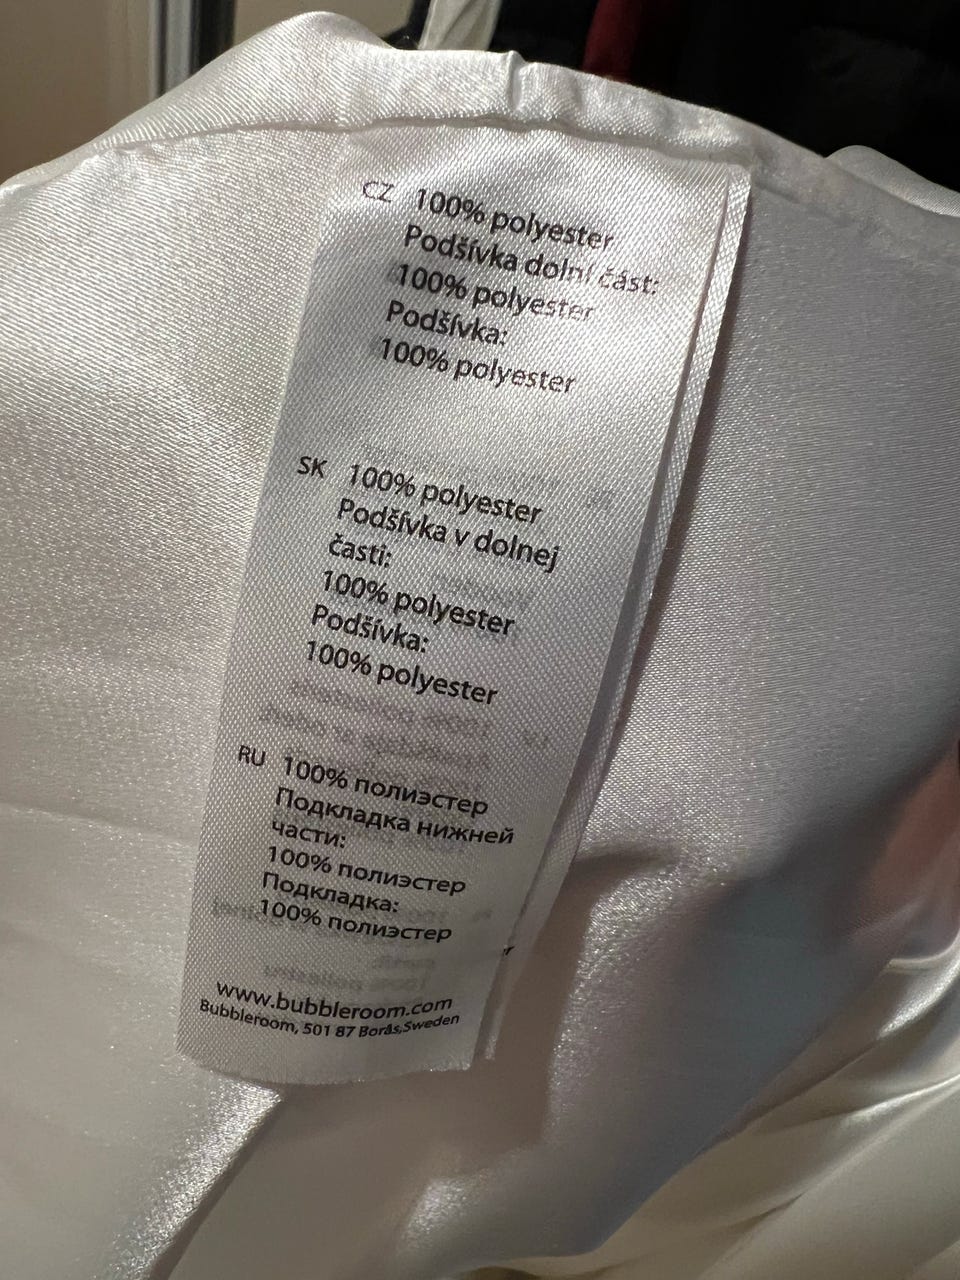 CZ 100% polyester
Podšívka dolní část:
100% polyester
Podšívka:
100% polyester
SK 100% polyester
Podšívka v dolnej
časti:
100% polyester
Podšívka:
100% polyester
RU 100% полиэстер
Подкладка нижней
части:
100% полиэстер
Подкладка:
100% полиэстер
www.bubbleroom.com
Bubbleroom, 501 87 Borås,Sweden